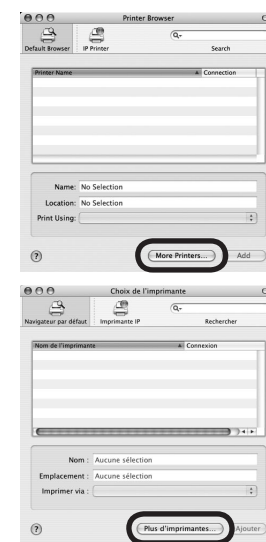 Printer Browser
Default Browser IP Printer Search
Printer Name Connection
Name: No Selection
Location: No Selection
Print Using:
? More Printers... Add
Choix de l'imprimante
Navigateur par défaut Imprimante IP Rechercher
Nom de l'imprimante Connexion
Nom : Aucune sélection
Emplacement : Aucune sélection
Imprimer via :
? Plus d'imprimantes... Ajouter